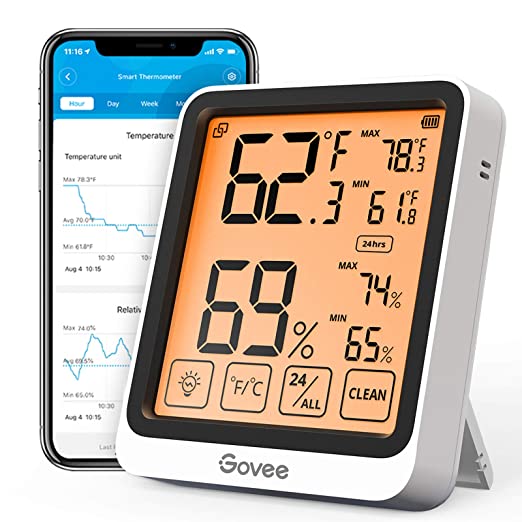 11:16
Smart Thermometer
Hour Day Week
Temperature
Temperature unit
Max 78.3°F
Avg 70.0°F
Min 61.8°F
10:30
Aug 4 10:15
Max 74.0%
Avg 69.5%
Min 65.0%
10:30
Aug 4 10:15
62.3°F
MAX 78.3°F
MIN 61.8°F
24hrs
69%
MAX 74%
MIN 65%
°F/°C
24/ALL
CLEAN
Govee